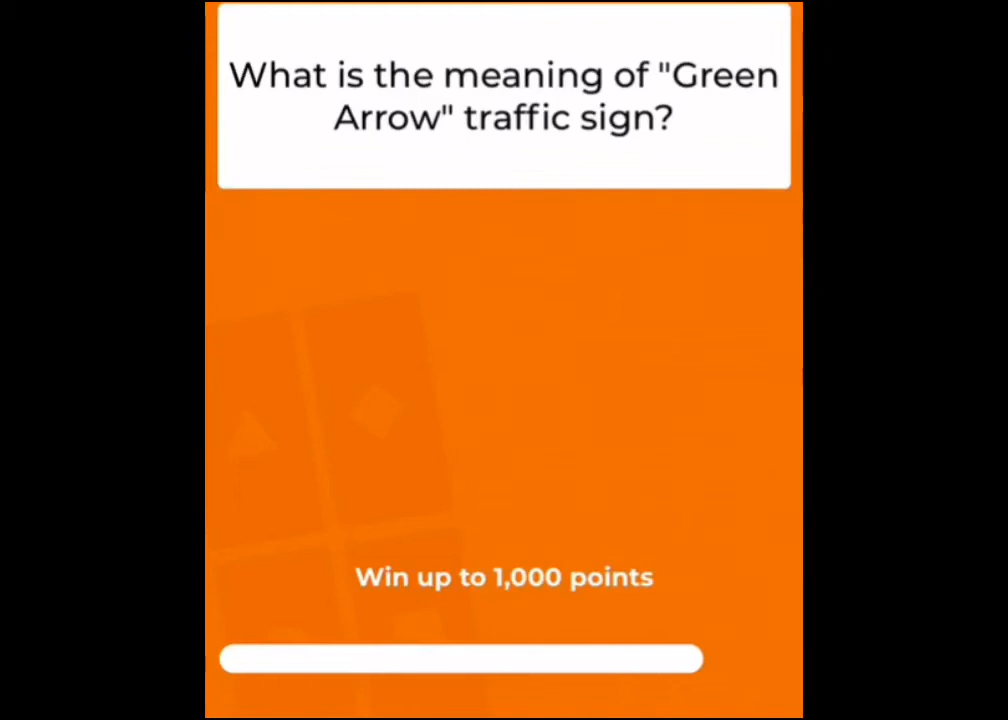 What is the meaning of "Green
Arrow" traffic sign?
Win up to 1,000 points